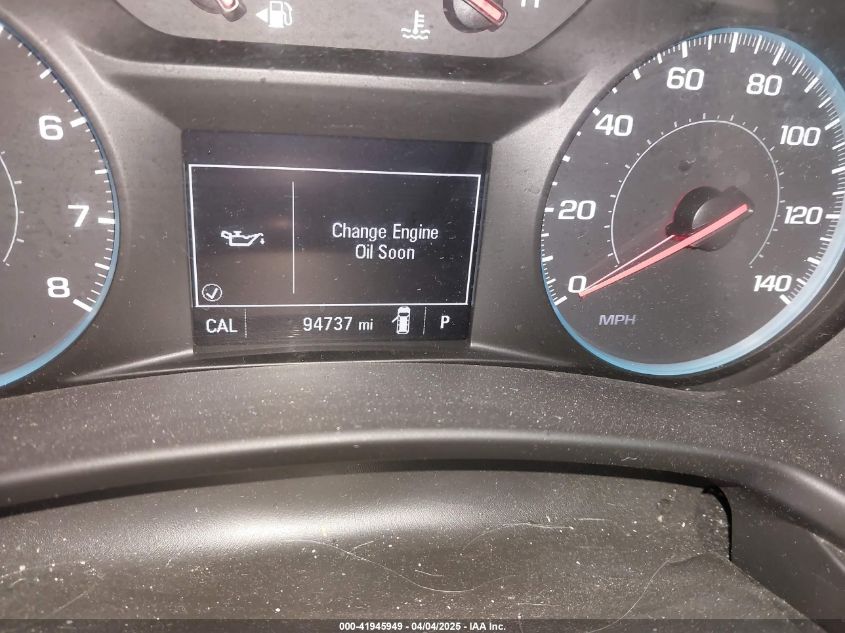 H
6
7
8
Change Engine
Oil Soon
CAL 94737 mi P
0 20 40 60 80 100 120 140
MPH
000-41945949 - 04/04/2025 - IAA Inc.